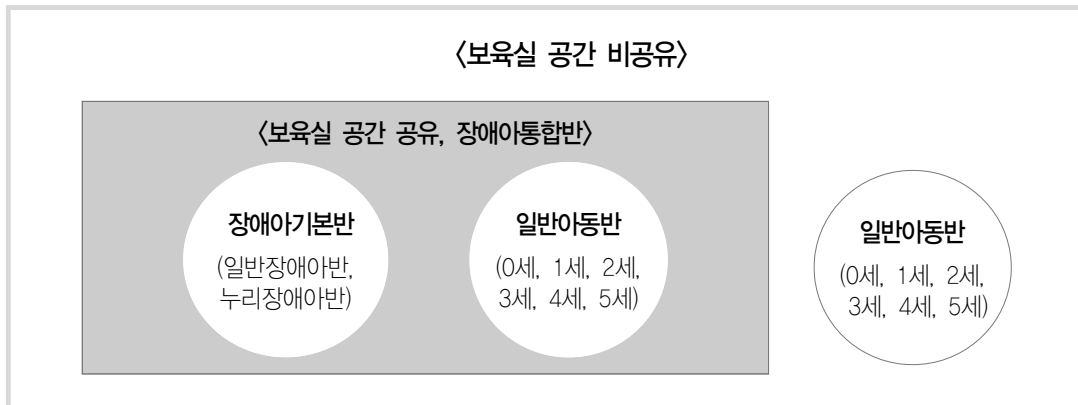 〈보육실 공간 비공유〉
〈보육실 공간 공유, 장애아통합반〉
장애아기본반
(일반장애아반,
누리장애아반)
일반아동반
(0세, 1세, 2세,
3세, 4세, 5세)
일반아동반
(0세, 1세, 2세,
3세, 4세, 5세)